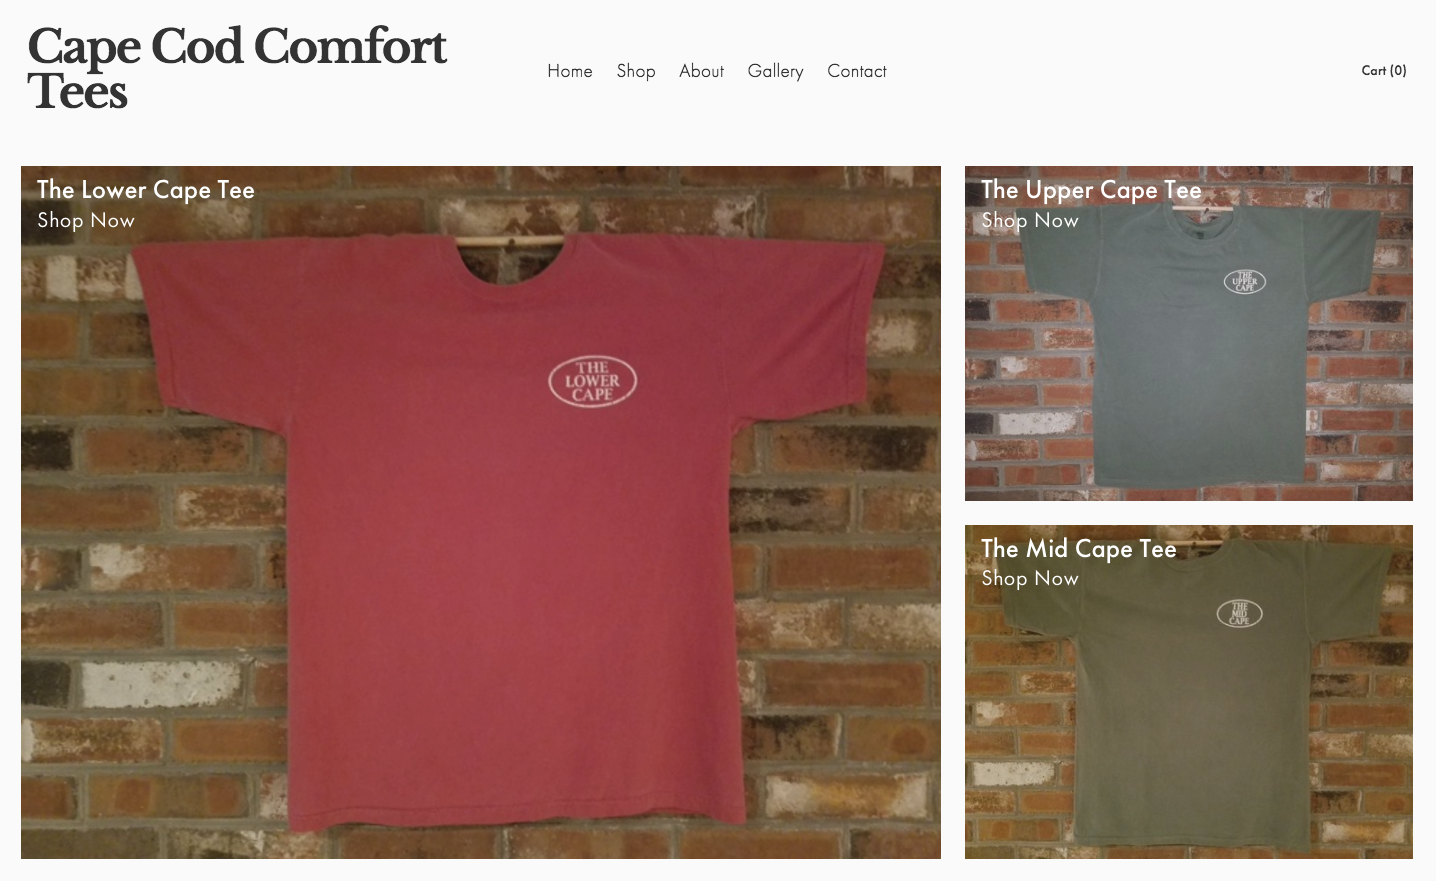 Cape Cod Comfort
Tees
Home Shop About Gallery Contact
Cart (0)
The Lower Cape Tee
Shop Now
THE
LOWER
CAPE
The Upper Cape Tee
Shop Now
THE
UPPER
CAPE
The Mid Cape Tee
Shop Now
THE
MID
CAPE